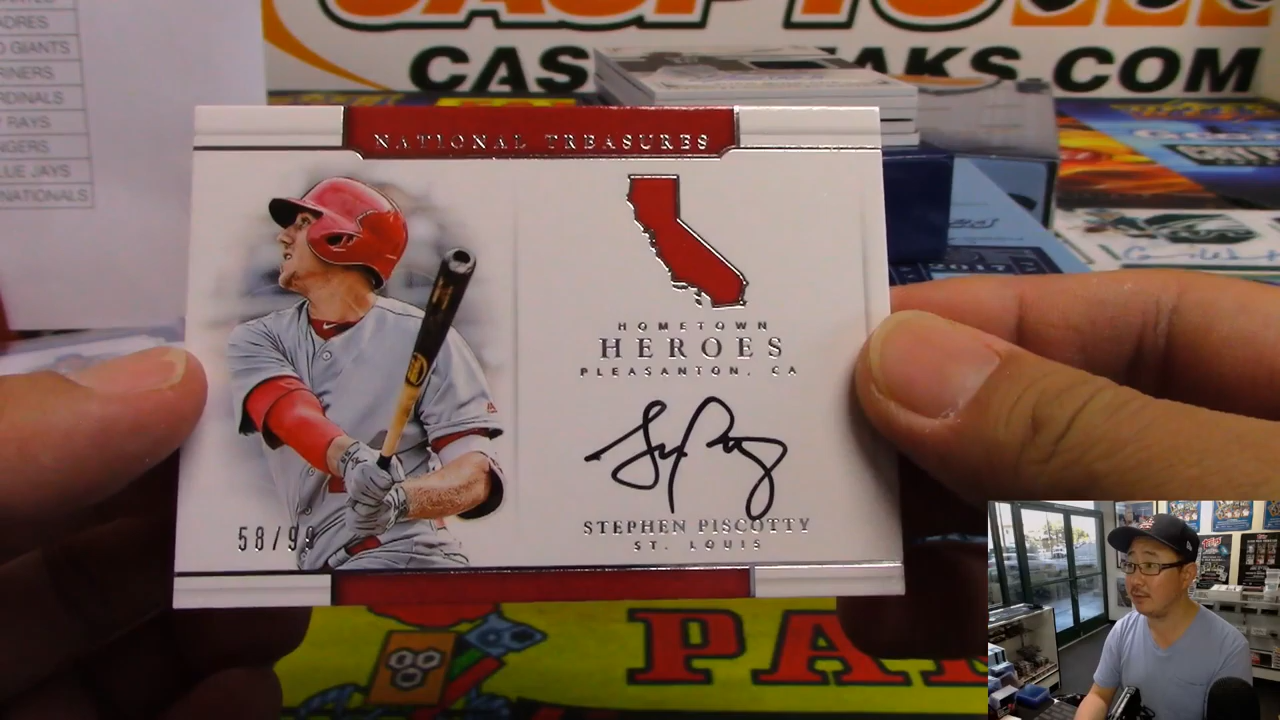 ADRES
GIANTS
RINERS
RDINALS
RAYS
NGERS
LUE JAYS
NATIONALS
CAS
AKS.COM
NATIONAL TREASURES
HOMETOWN
HEROES
PLEASANTON, CA
STEPHEN PISCOTTY
ST. LOUIS
58/99
PA